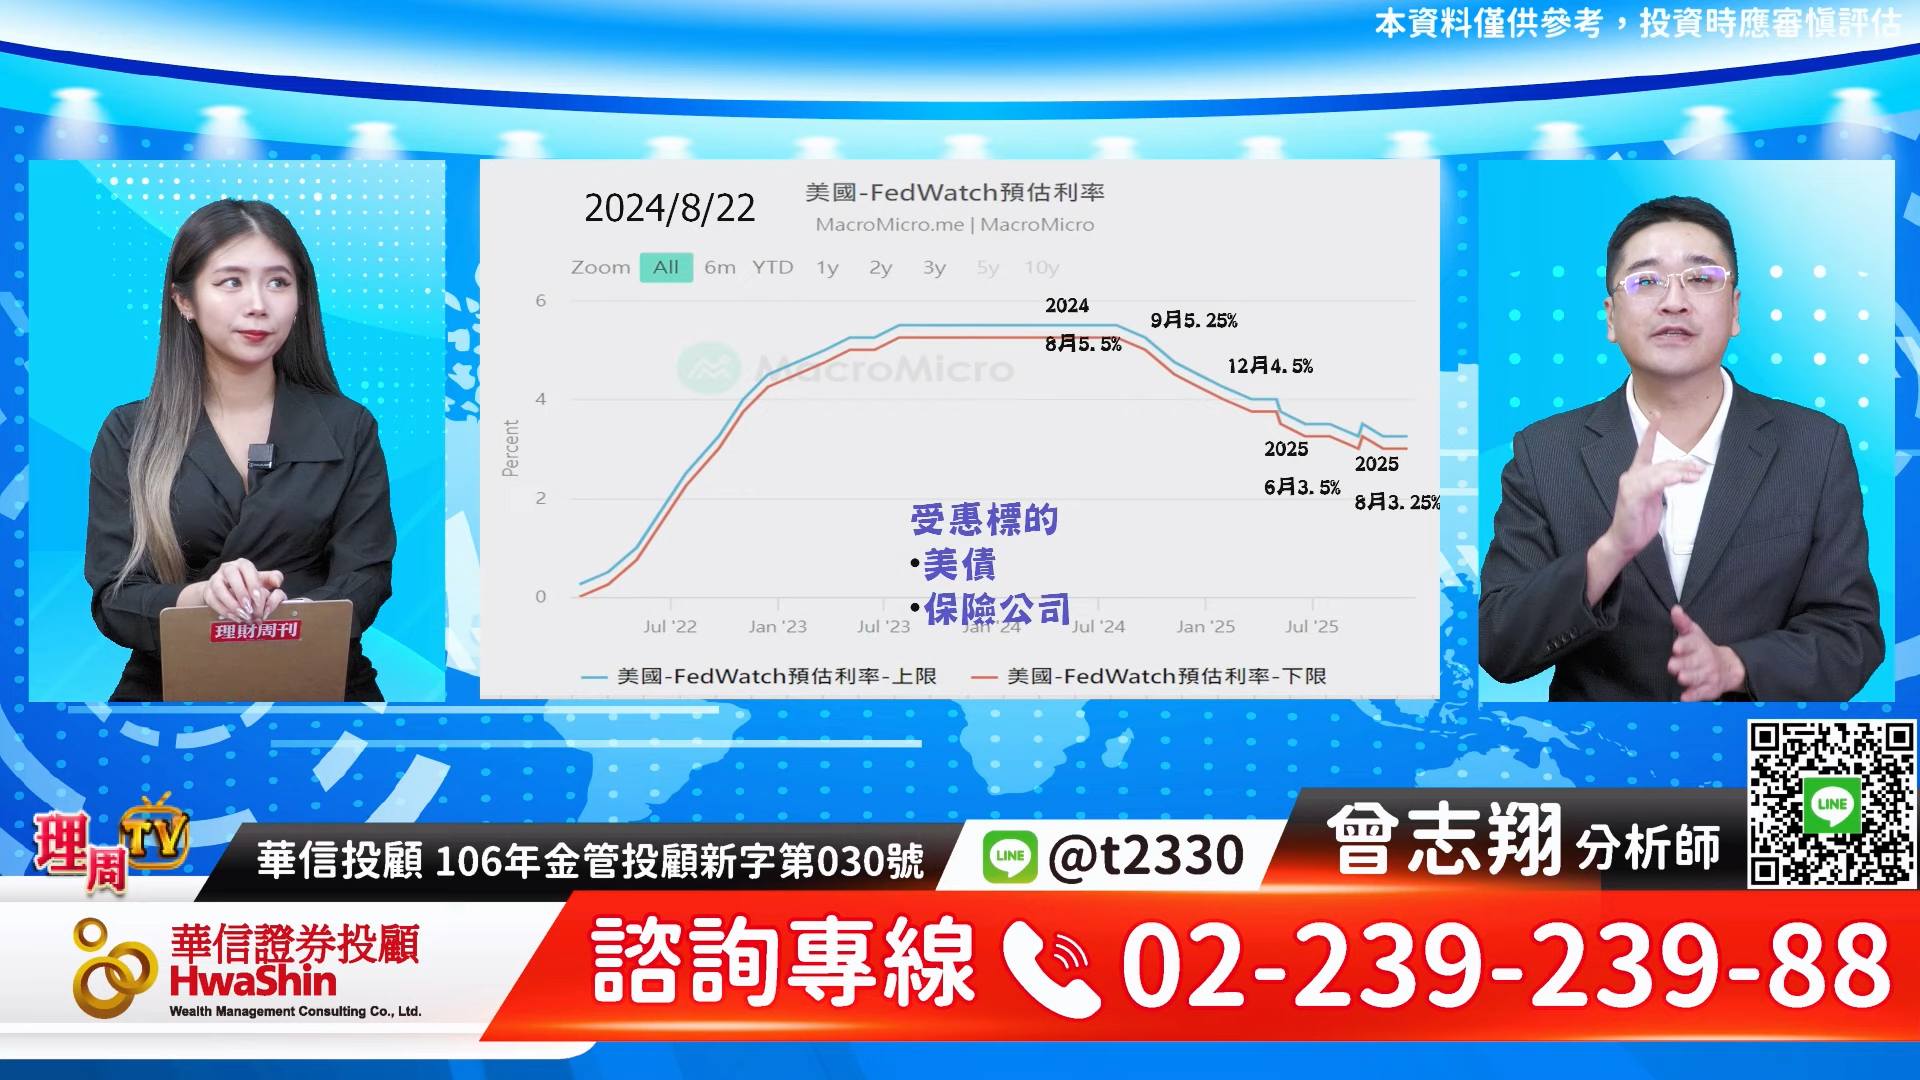 本資料僅供參考，投資時應審慎評估
2024/8/22
美國-FedWatch預估利率
MacroMicro.me | MacroMicro
Zoom All 6m YTD 1y 2y 3y 5y 10y
6
4
2
0
Percent
MacroMicro
2024
8月5.5%
9月5.25%
12月4.5%
2025
6月3.5%
2025
8月3.25%
受惠標的
•美債
•保險公司
Jul '22 Jan '23 Jul '23 Jan '24 Jul '24 Jan '25 Jul '25
美國-FedWatch預估利率-上限 美國-FedWatch預估利率-下限
理財周刊
理周TV
華信投顧 106年金管投顧新字第030號
LINE @t2330
曾志翔 分析師
LINE
華信證券投顧
HwaShin
Wealth Management Consulting Co., Ltd.
諮詢專線 02-239-239-88